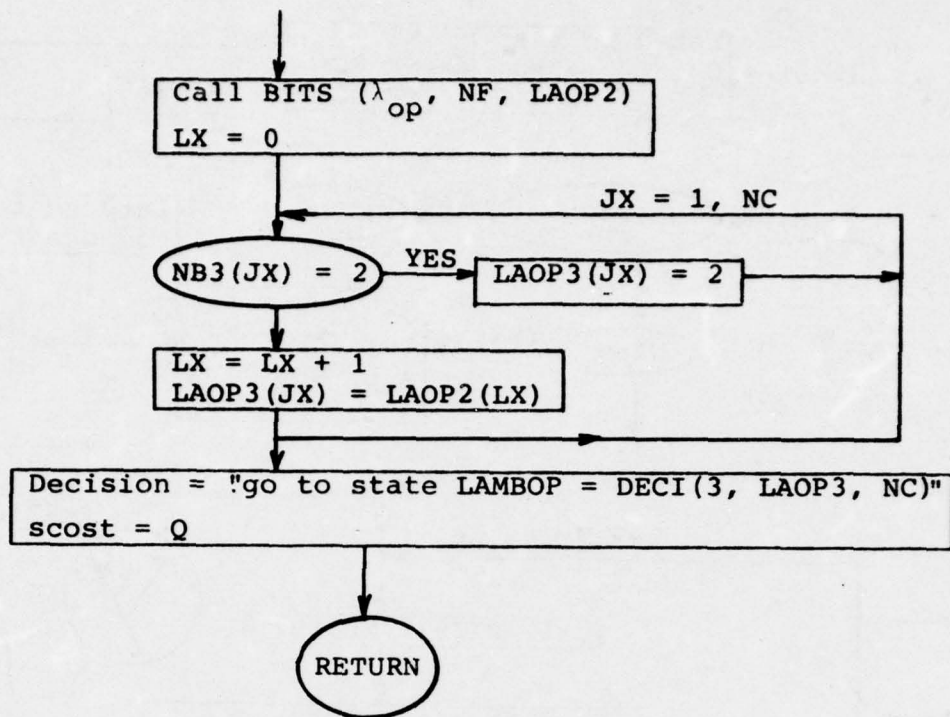 Call BITS (λop, NF, LAOP2)
LX = 0
JX = 1, NC
NB3(JX) = 2
YES
LAOP3(JX) = 2
LX = LX + 1
LAOP3(JX) = LAOP2(LX)
Decision = "go to state LAMBOP = DECI(3, LAOP3, NC)"
scost = Q
RETURN